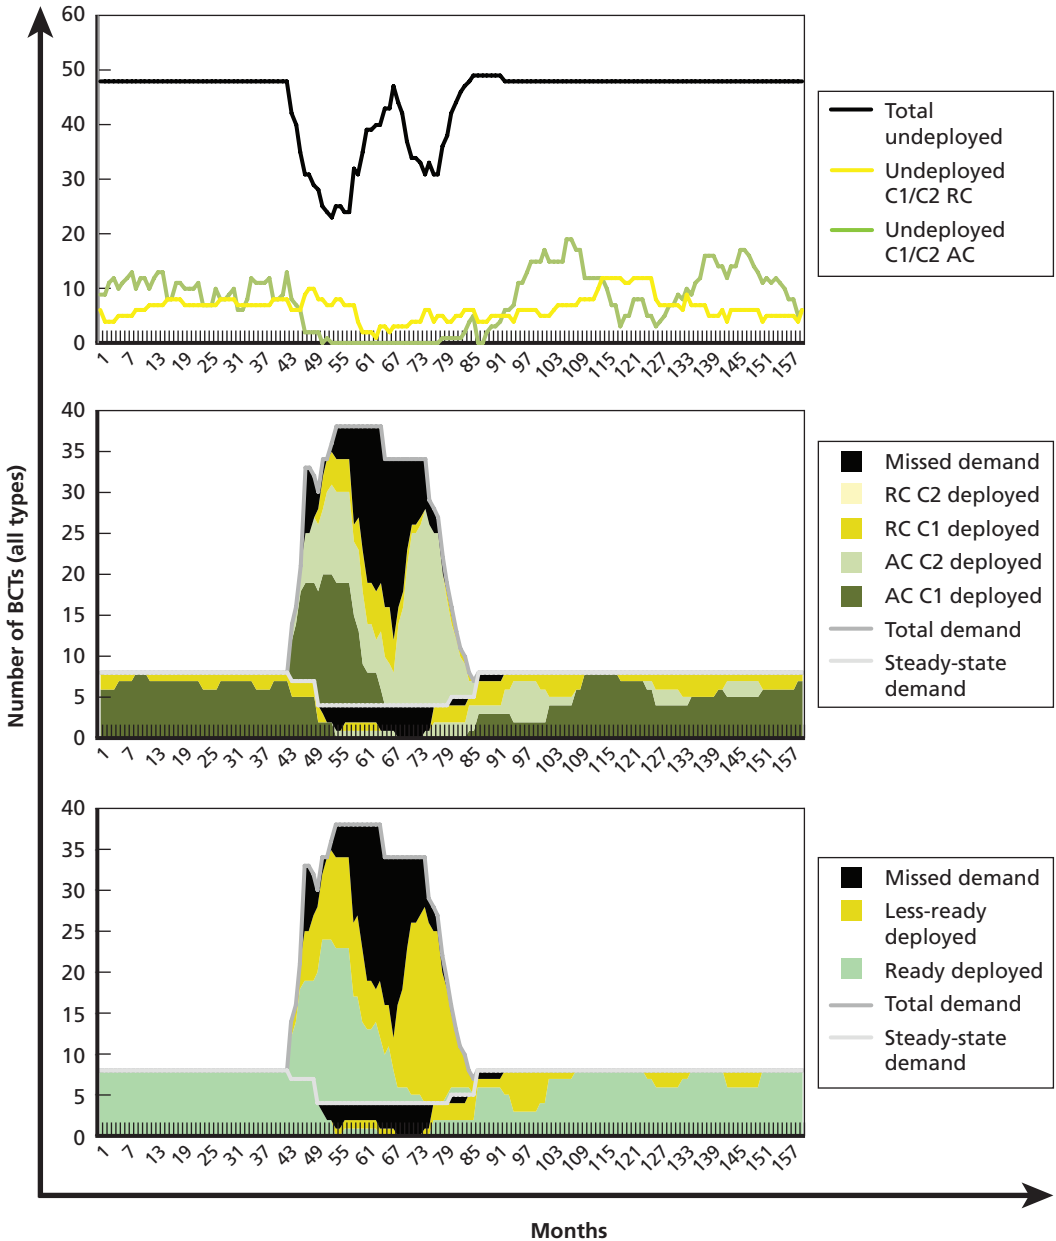 60
50
40
30
20
10
0
1 7 13 19 25 31 37 43 49 55 61 67 73 79 85 91 97 103 109 115 121 127 133 139 145 151 157
Total
undeployed
Undeployed
C1/C2 RC
Undeployed
C1/C2 AC
Number of BCTs (all types)
40
35
30
25
20
15
10
5
0
1 7 13 19 25 31 37 43 49 55 61 67 73 79 85 91 97 103 109 115 121 127 133 139 145 151 157
Missed demand
RC C2 deployed
RC C1 deployed
AC C2 deployed
AC C1 deployed
Total demand
Steady-state
demand
40
35
30
25
20
15
10
5
0
1 7 13 19 25 31 37 43 49 55 61 67 73 79 85 91 97 103 109 115 121 127 133 139 145 151 157
Missed demand
Less-ready
deployed
Ready deployed
Total demand
Steady-state
demand
Months